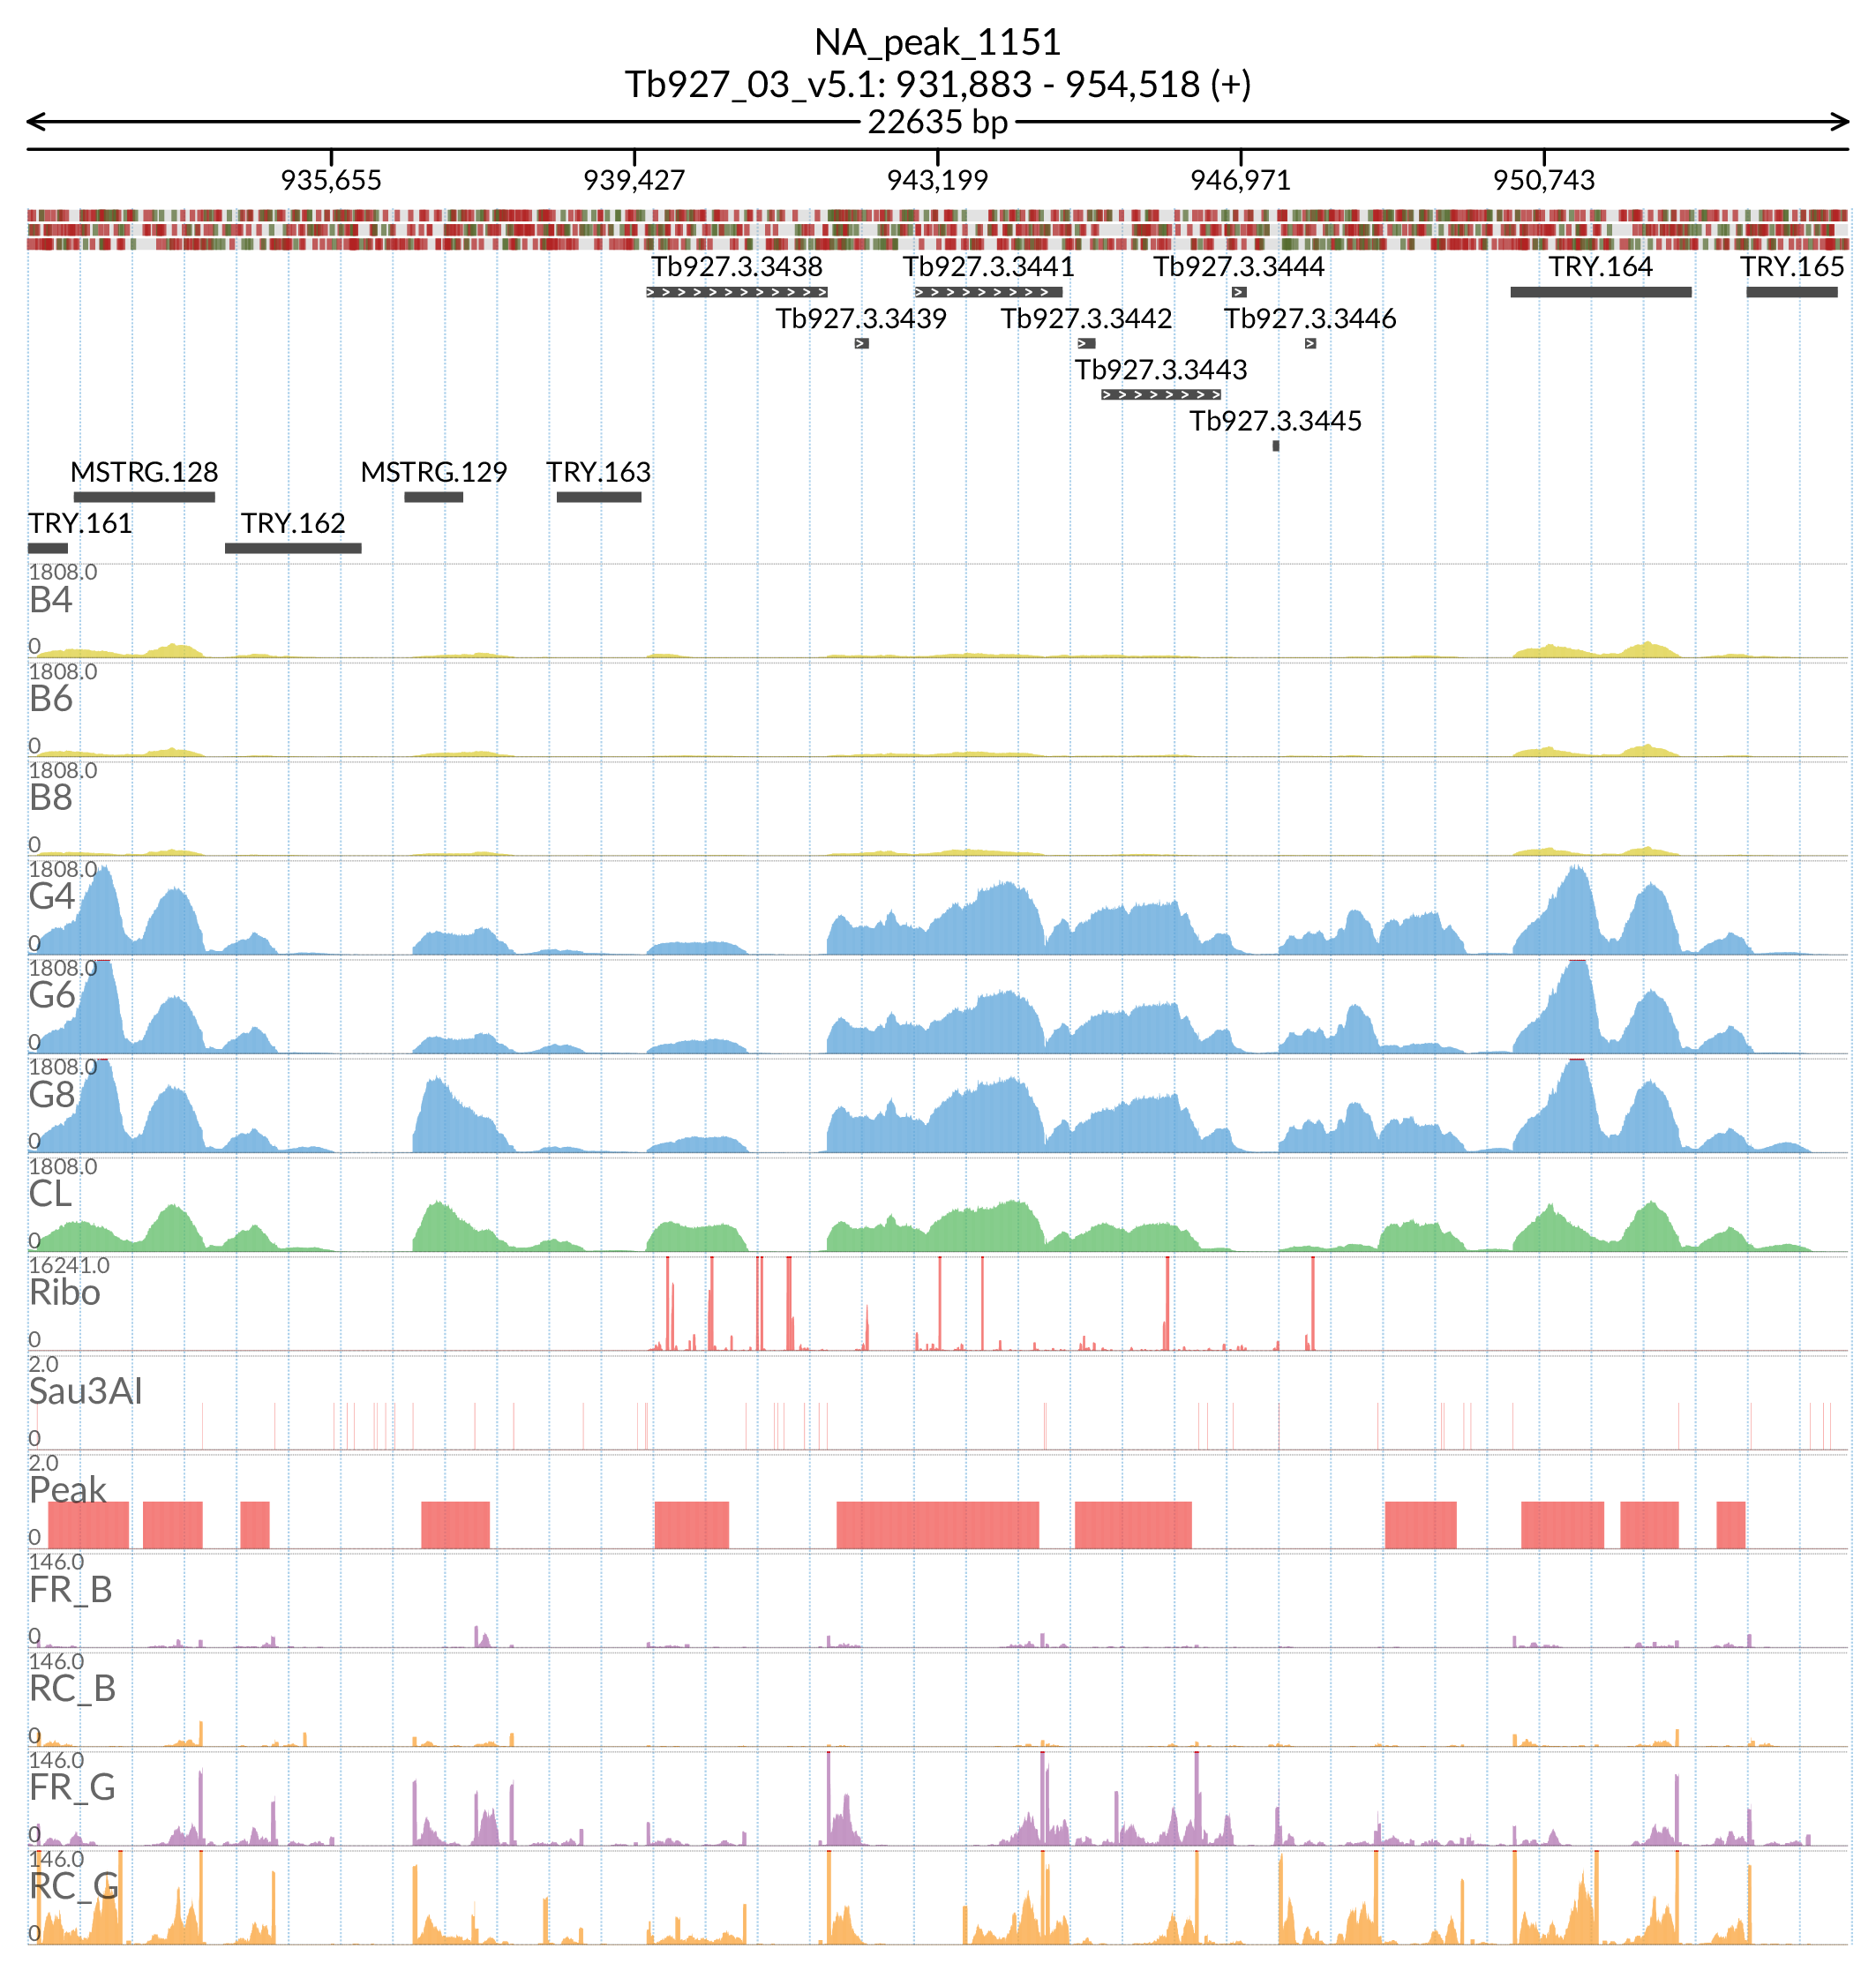 NA_peak_1151
Tb927_03_v5.1: 931,883 - 954,518 (+)
22635 bp
935,655 939,427 943,199 946,971 950,743
Tb927.3.3438 Tb927.3.3441 Tb927.3.3444 TRY.164 TRY.165
Tb927.3.3439 Tb927.3.3442 Tb927.3.3446
Tb927.3.3443
Tb927.3.3445
MSTRG.128 MSTRG.129 TRY.163
TRY.161 TRY.162
1808.0
B4
0
1808.0
B6
0
1808.0
B8
0
1808.0
G4
0
1808.0
G6
0
1808.0
G8
0
1808.0
CL
0
16241.0
Ribo
0
2.0
Sau3AI
0
2.0
Peak
0
146.0
FR_B
0
146.0
RC_B
0
146.0
FR_G
0
146.0
RC_G
0